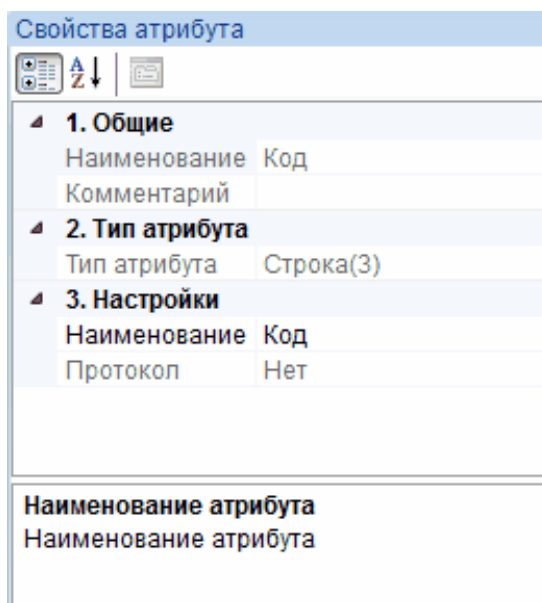 Свойства атрибута
1. Общие
Наименование Код
Комментарий
2. Тип атрибута
Тип атрибута Строка(3)
3. Настройки
Наименование Код
Протокол Нет
Наименование атрибута
Наименование атрибута